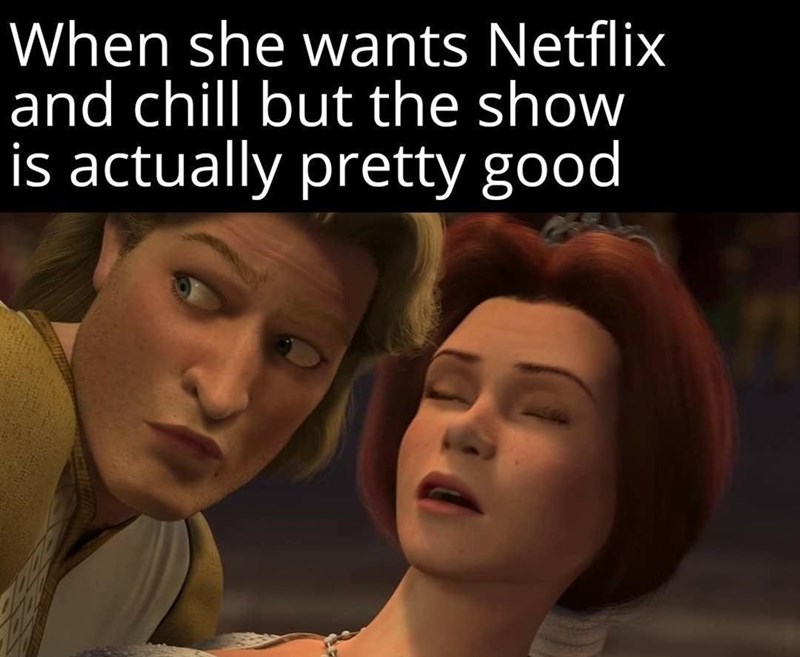 When she wants Netflix
and chill but the show
is actually pretty good